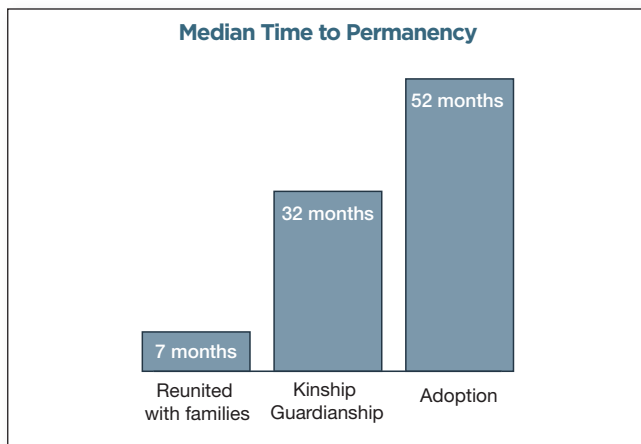 Median Time to Permanency
52 months
32 months
7 months
Reunited
with families
Kinship
Guardianship
Adoption